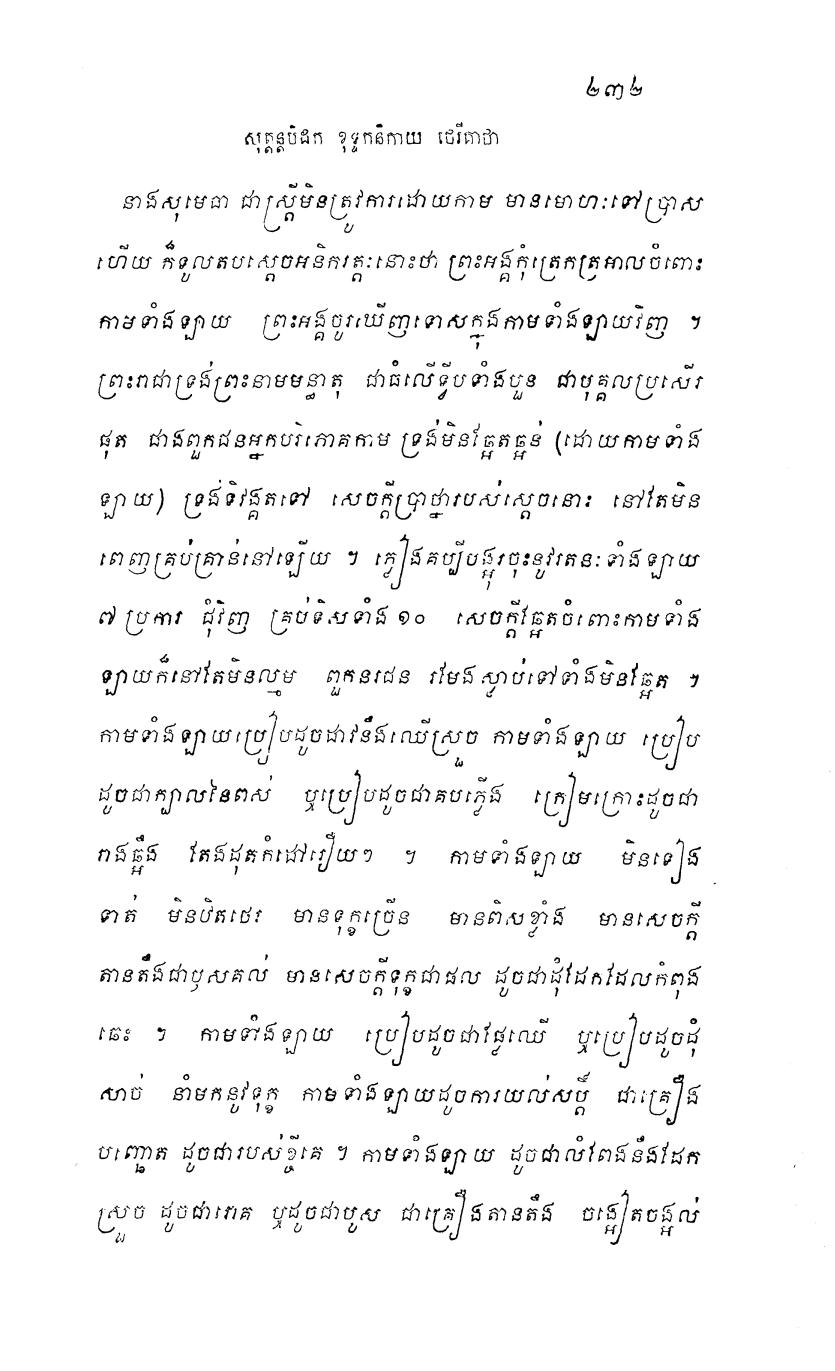 ២៣២
សុត្តន្តបិដក ខុទ្ទកនិកាយ ថេរីគាថា
នាងសុមេធា ជាស្ត្រីមិនត្រូវការដោយកាម មានមោហៈទៅប្រាស
ហើយ ក៏ទូលតបស្តេចអនិករត្តៈនោះថា ព្រះអង្គកុំត្រេកត្រអាលចំពោះ
កាមទាំងឡាយ ព្រះអង្គចូរឃើញទោសក្នុងកាមទាំងឡាយវិញ ។
ព្រះរាជាទ្រង់ព្រះនាមមន្ធាតុ ជាធំលើទ្វីបទាំងបួន ជាបុគ្គលប្រសើរ
ផុត ជាងពួកជនអ្នកបរិភោគកាម ទ្រង់មិនឆ្អែតឆ្អន់ (ដោយកាមទាំង
ឡាយ) ទ្រង់ទិវង្គតទៅ សេចក្តីប្រាថ្នារបស់ស្តេចនោះ នៅតែមិន
ពេញគ្រប់គ្រាន់នៅឡើយ ។ ភ្លៀងគប្បីបង្អុរចុះនូវរតនៈទាំងឡាយ
៧ ប្រការ ជុំវិញ គ្រប់ទិសទាំង ១០ សេចក្តីឆ្អែតចំពោះកាមទាំង
ឡាយក៏នៅតែមិនល្មម ពួកនរជន រមែងស្លាប់ទៅទាំងមិនឆ្អែត ។
កាមទាំងឡាយប្រៀបដូចដាវនឹងឈើស្រួច កាមទាំងឡាយ ប្រៀប
ដូចជាក្បាលនៃពស់ ឬប្រៀបដូចជាគបភ្លើង ក្រៀមក្រោះដូចជា
រាងឆ្អឹង តែងដុតកំដៅរឿយៗ ។ កាមទាំងឡាយ មិនទៀង
ទាត់ មិនឋិតថេរ មានទុក្ខច្រើន មានពិសខ្លាំង មានសេចក្តី
តានតឹងជាឫសគល់ មានសេចក្តីទុក្ខជាផល ដូចជាដុំដែកដែលកំពុង
ឆេះ ។ កាមទាំងឡាយ ប្រៀបដូចជាផ្លែឈើ ឬប្រៀបដូចដុំ
សាច់ នាំមកនូវទុក្ខ កាមទាំងឡាយដូចការយល់សប្តិ៍ ជាគ្រឿង
បញ្ឆោត ដូចជារបស់ខ្ចីគេ ។ កាមទាំងឡាយ ដូចជាលំពែងនឹងដែក
ស្រួច ដូចជារោគ ឬដូចជាបូស ជាគ្រឿងតានតឹង ចង្អៀតចង្អល់